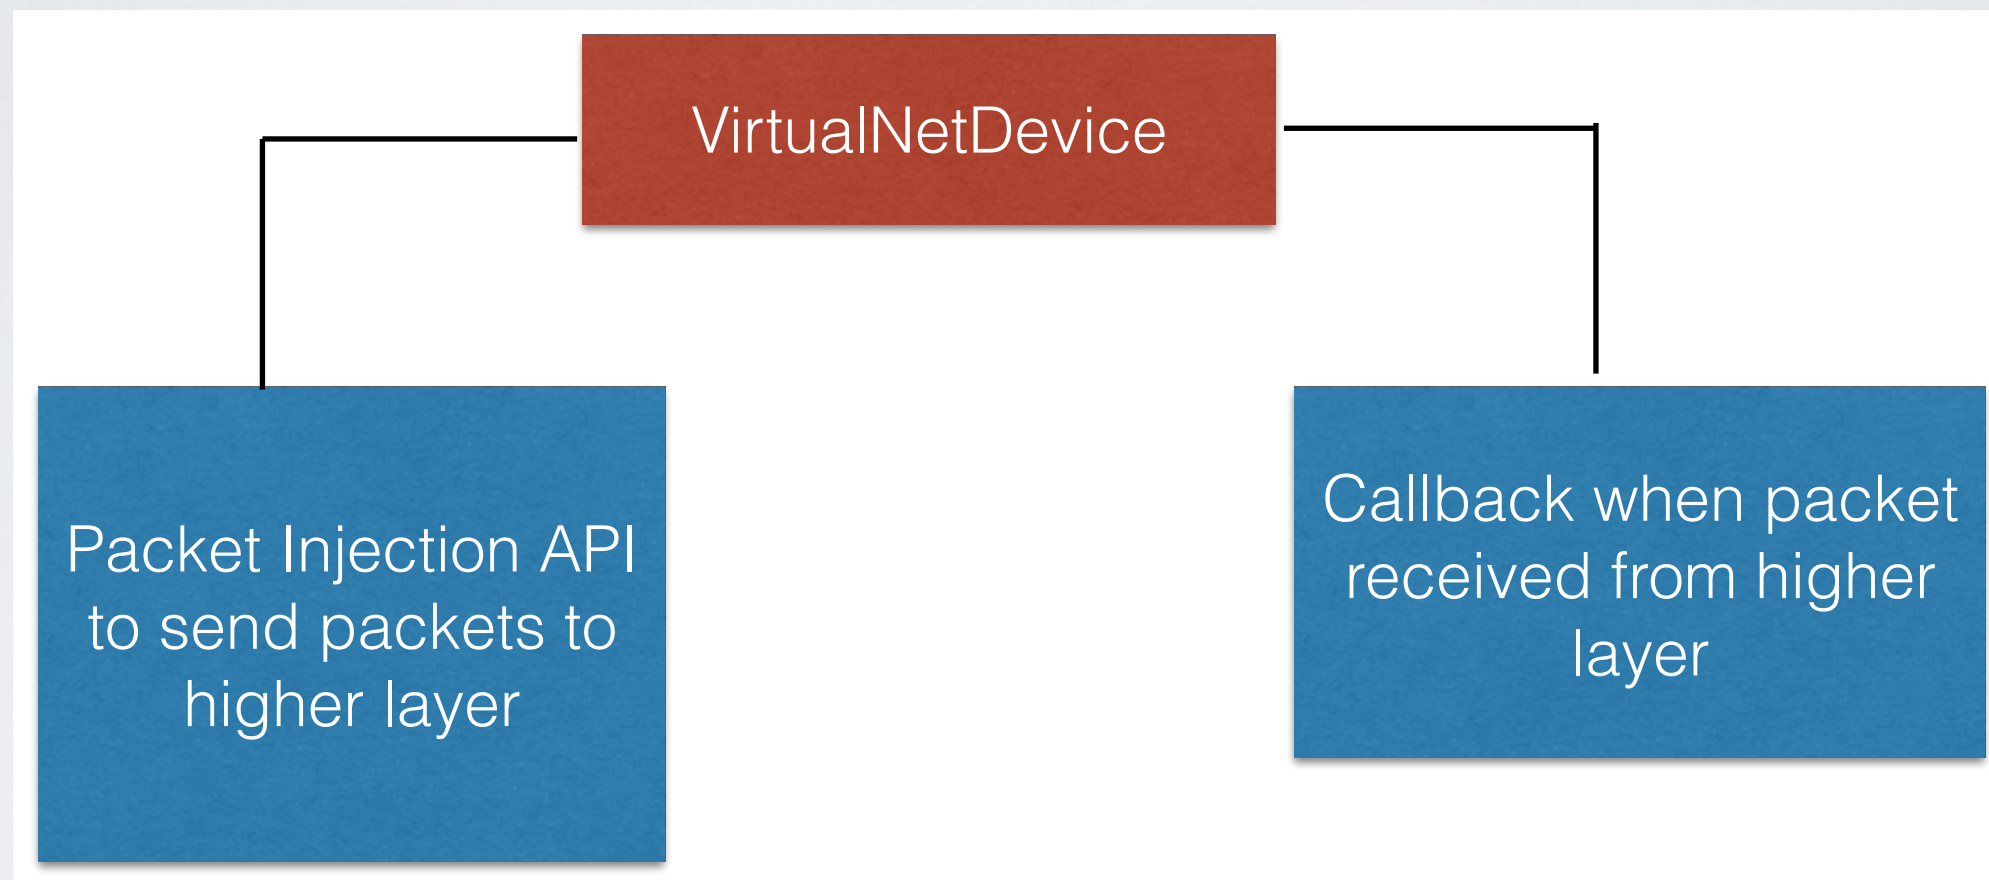 VirtualNetDevice
Packet Injection API
to send packets to
higher layer
Callback when packet
received from higher
layer